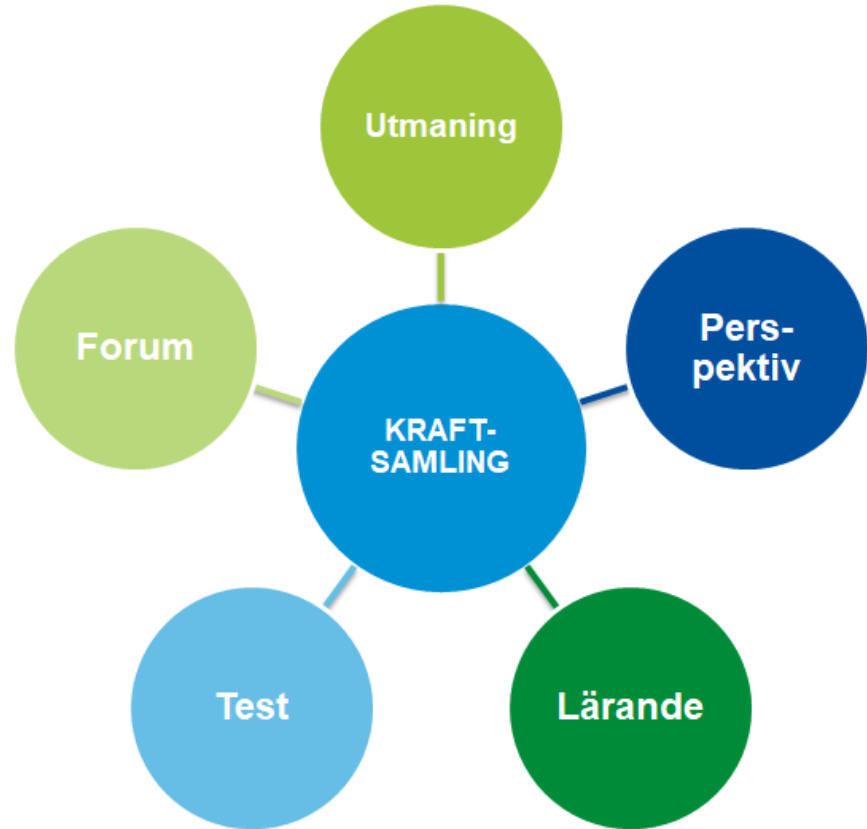 Utmaning
Pers-
pektiv
Forum
KRAFT-
SAMLING
Test
Lärande